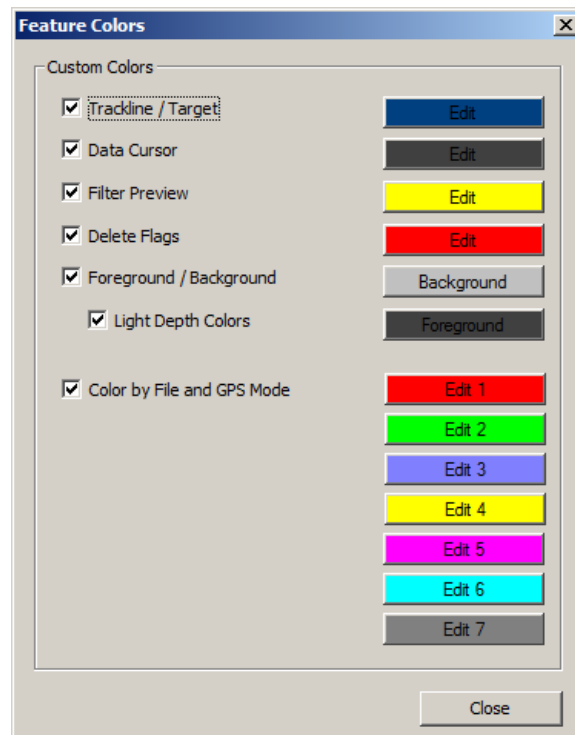 Feature Colors
Custom Colors
Trackline / Target Edit
Data Cursor Edit
Filter Preview Edit
Delete Flags Edit
Foreground / Background Background
Light Depth Colors Foreground
Color by File and GPS Mode Edit 1
Edit 2
Edit 3
Edit 4
Edit 5
Edit 6
Edit 7
Close